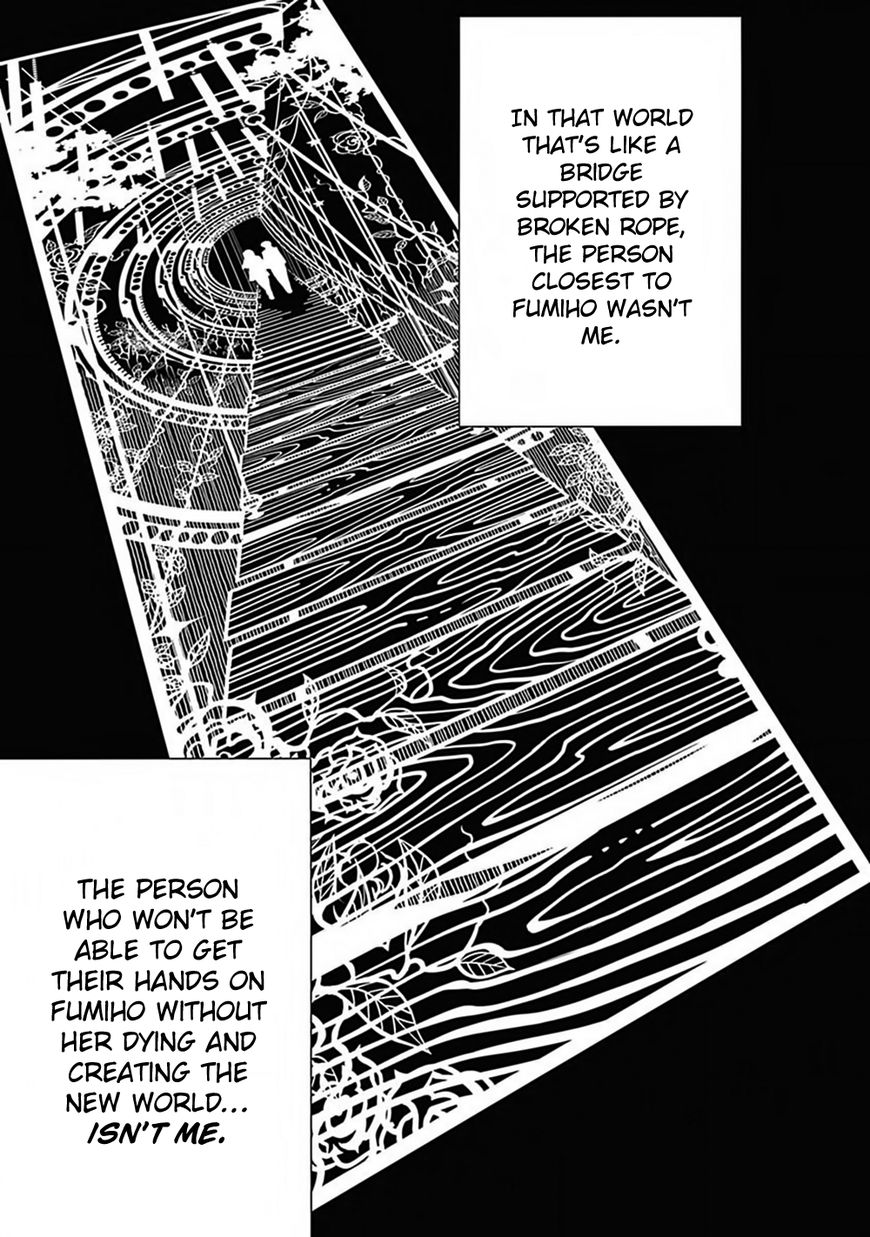 IN THAT WORLD
THAT'S LIKE A
BRIDGE
SUPPORTED BY
BROKEN ROPE,
THE PERSON
CLOSEST TO
FUMIHO WASN'T
ME.
THE PERSON
WHO WON'T BE
ABLE TO GET
THEIR HANDS ON
FUMIHO WITHOUT
HER DYING AND
CREATING THE
NEW WORLD...
ISN'T ME.